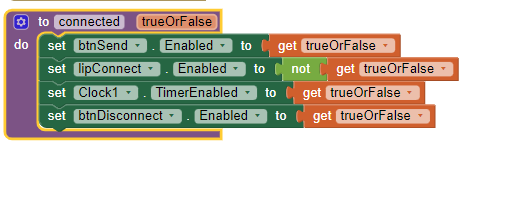 to connected trueOrFalse
do set btnSend . Enabled to get trueOrFalse
set lipConnect . Enabled to not get trueOrFalse
set Clock1 . TimerEnabled to get trueOrFalse
set btnDisconnect . Enabled to get trueOrFalse